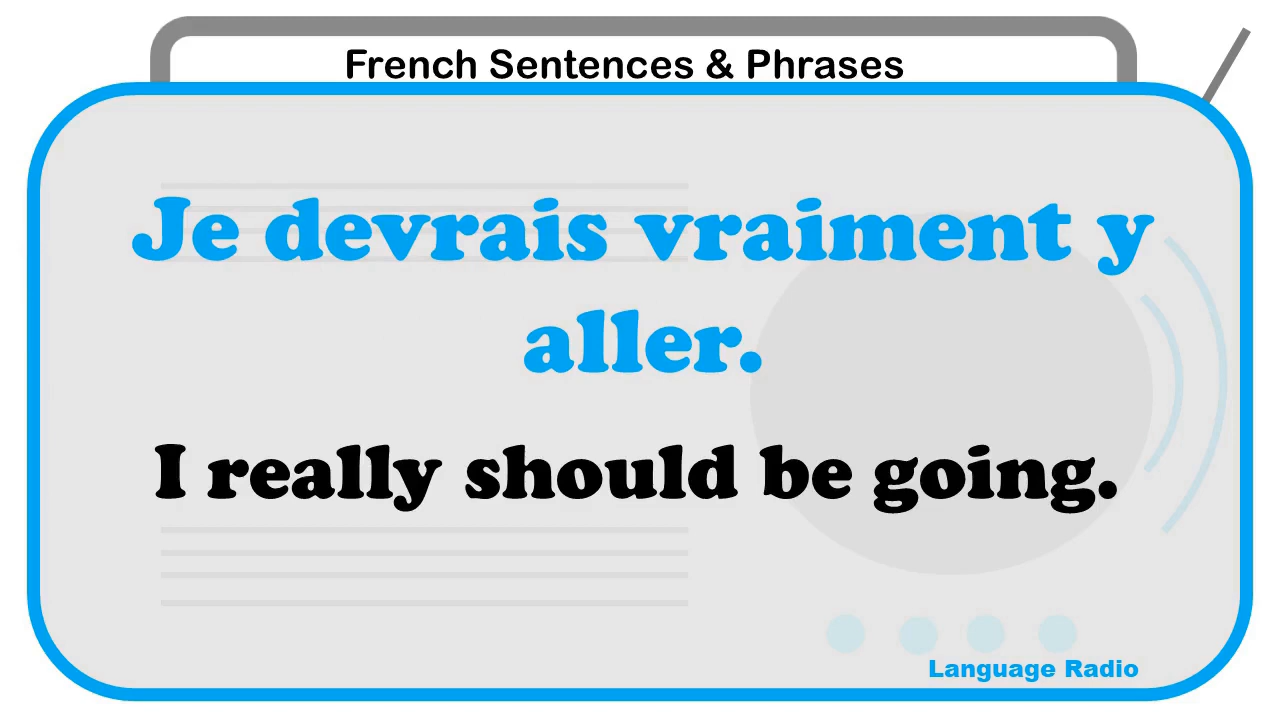 French Sentences & Phrases
Je devrais vraiment y
aller.
I really should be going.
Language Radio